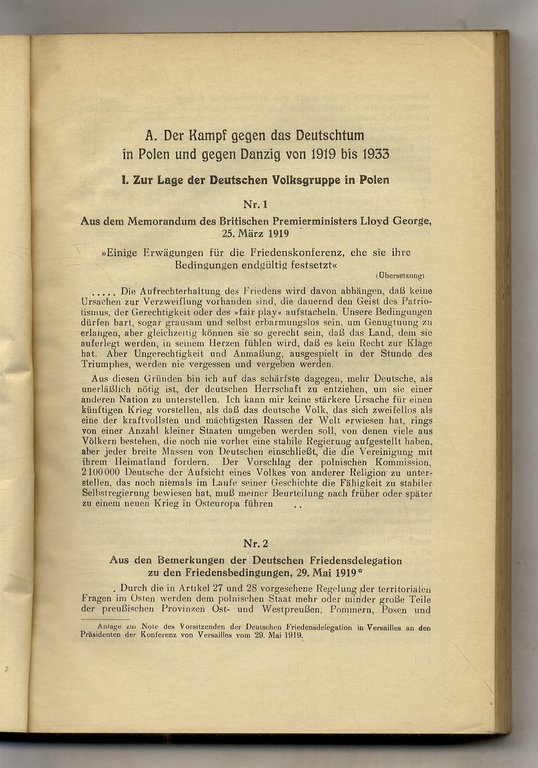 A. Der Kampf gegen das Deutschtum
in Polen und gegen Danzig von 1919 bis 1933
I. Zur Lage der Deutschen Volksgruppe in Polen
Nr. 1
Aus dem Memorandum des Britischen Premierministers Lloyd George,
25. März 1919
»Einige Erwägungen für die Friedenskonferenz, ehe sie ihre
Bedingungen endgültig festsetzt«
(Übersetzung)
..... Die Aufrechterhaltung des Friedens wird davon abhängen, daß keine
Ursachen zur Verzweiflung vorhanden sind, die dauernd den Geist des Patrio-
tismus, der Gerechtigkeit oder des »fair play« aufstacheln. Unsere Bedingungen
dürfen hart, sogar grausam und selbst erbarmungslos sein, um Genugtuung zu
erlangen, aber gleichzeitig können sie so gerecht sein, daß das Land, dem sie
auferlegt werden, in seinem Herzen fühlen wird, daß es kein Recht zur Klage
hat. Aber Ungerechtigkeit und Anmaßung, ausgespielt in der Stunde des
Triumphes, werden nie vergessen und vergeben werden.
Aus diesen Gründen bin ich auf das schärfste dagegen, mehr Deutsche, als
unerläßlich nötig ist, der deutschen Herrschaft zu entziehen, um sie einer
anderen Nation zu unterstellen. Ich kann mir keine stärkere Ursache für einen
künftigen Krieg vorstellen, als daß das deutsche Volk, das sich zweifellos als
eine der kraftvollsten und mächtigsten Rassen der Welt erwiesen hat, rings
von einer Anzahl kleiner Staaten umgeben werden soll, von denen viele aus
Völkern bestehen, die noch nie vorher eine stabile Regierung aufgestellt haben,
aber jeder breite Massen von Deutschen einschließt, die die Vereinigung mit
ihrem Heimatland fordern. Der Vorschlag der polnischen Kommission,
2 100 000 Deutsche der Aufsicht eines Volkes von anderer Religion zu unter-
stellen, das noch niemals im Laufe seiner Geschichte die Fähigkeit zu stabiler
Selbstregierung bewiesen hat, muß meiner Beurteilung nach früher oder später
zu einem neuen Krieg in Osteuropa führen ..
Nr. 2
Aus den Bemerkungen der Deutschen Friedensdelegation
zu den Friedensbedingungen, 29. Mai 1919*
. Durch die in Artikel 27 und 28 vorgesehene Regelung der territorialen
Fragen im Osten werden dem polnischen Staat mehr oder minder große Teile
der preußischen Provinzen Ost- und Westpreußen, Pommern, Posen und
Anlage zur Note des Vorsitzenden der Deutschen Friedensdelegation in Versailles an den
Präsidenten der Konferenz von Versailles vom 29. Mai 1919.